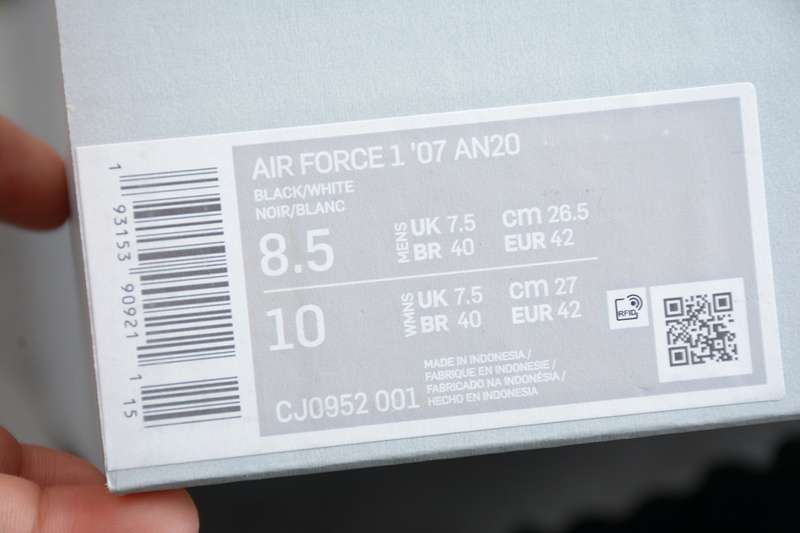 AIR FORCE 1 '07 AN20
BLACK/WHITE
NOIR/BLANC
8.5 MENS UK 7.5 cm 26.5
BR 40 EUR 42
10 WMNS UK 7.5 cm 27
BR 40 EUR 42
MADE IN INDONESIA /
FABRIQUE EN INDONESIE /
FABRICADO NA INDONÉSIA /
HECHO EN INDONESIA
CJ0952 001
RFID
1 93153 90921 1 15